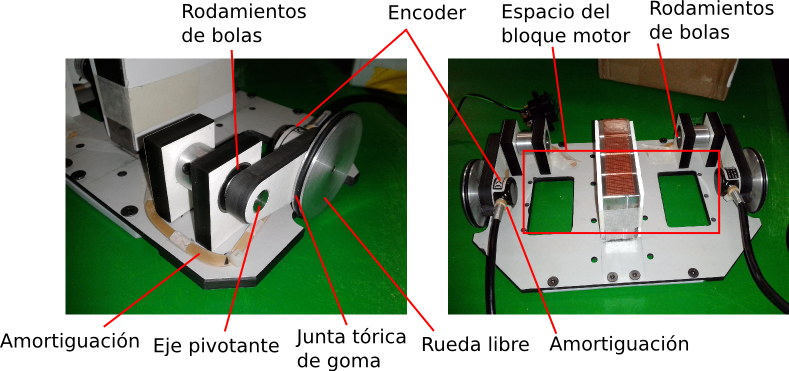 Rodamientos
de bolas
Encoder
Espacio del
bloque motor
Rodamientos
de bolas
Amortiguación
Eje pivotante
Junta tórica
de goma
Rueda libre
Amortiguación